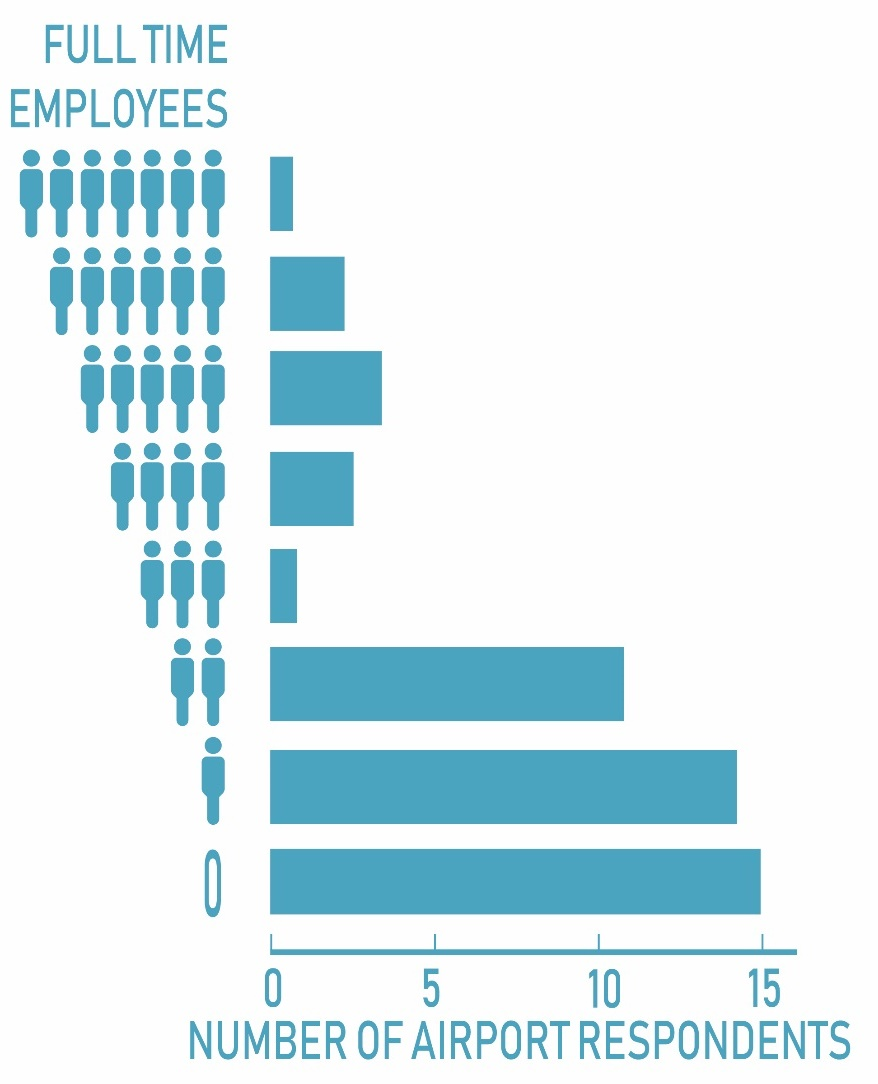 FULL TIME
EMPLOYEES
0
0 5 10 15
NUMBER OF AIRPORT RESPONDENTS